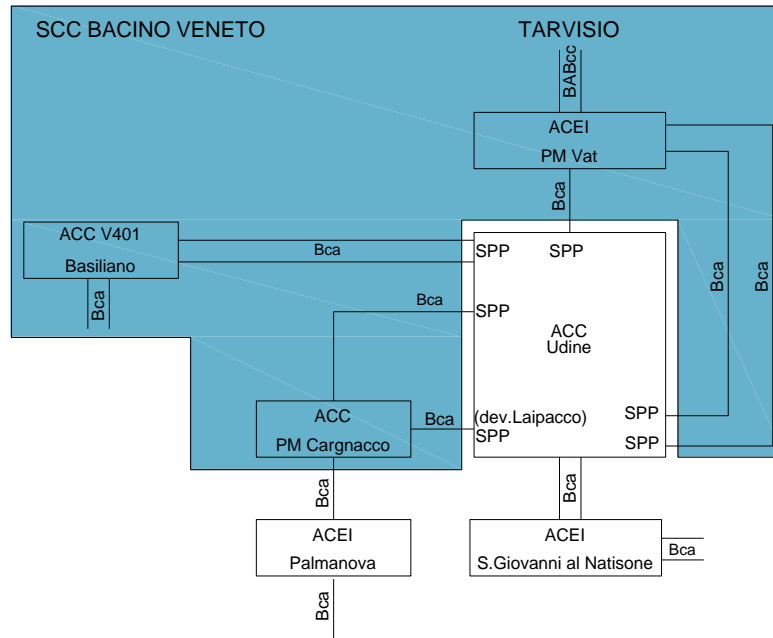 SCC BACINO VENETO
TARVISIO
BABcc
ACEI
PM Vat
Bca
ACC V401
Basiliano
Bca
Bca
SPP
SPP
Bca
Bca
Bca
SPP
ACC
Udine
ACC
PM Cargnacco
Bca
(dev.Laipacco)
SPP
SPP
SPP
Bca
Bca
ACEI
Palmanova
ACEI
S.Giovanni al Natisone
Bca
Bca